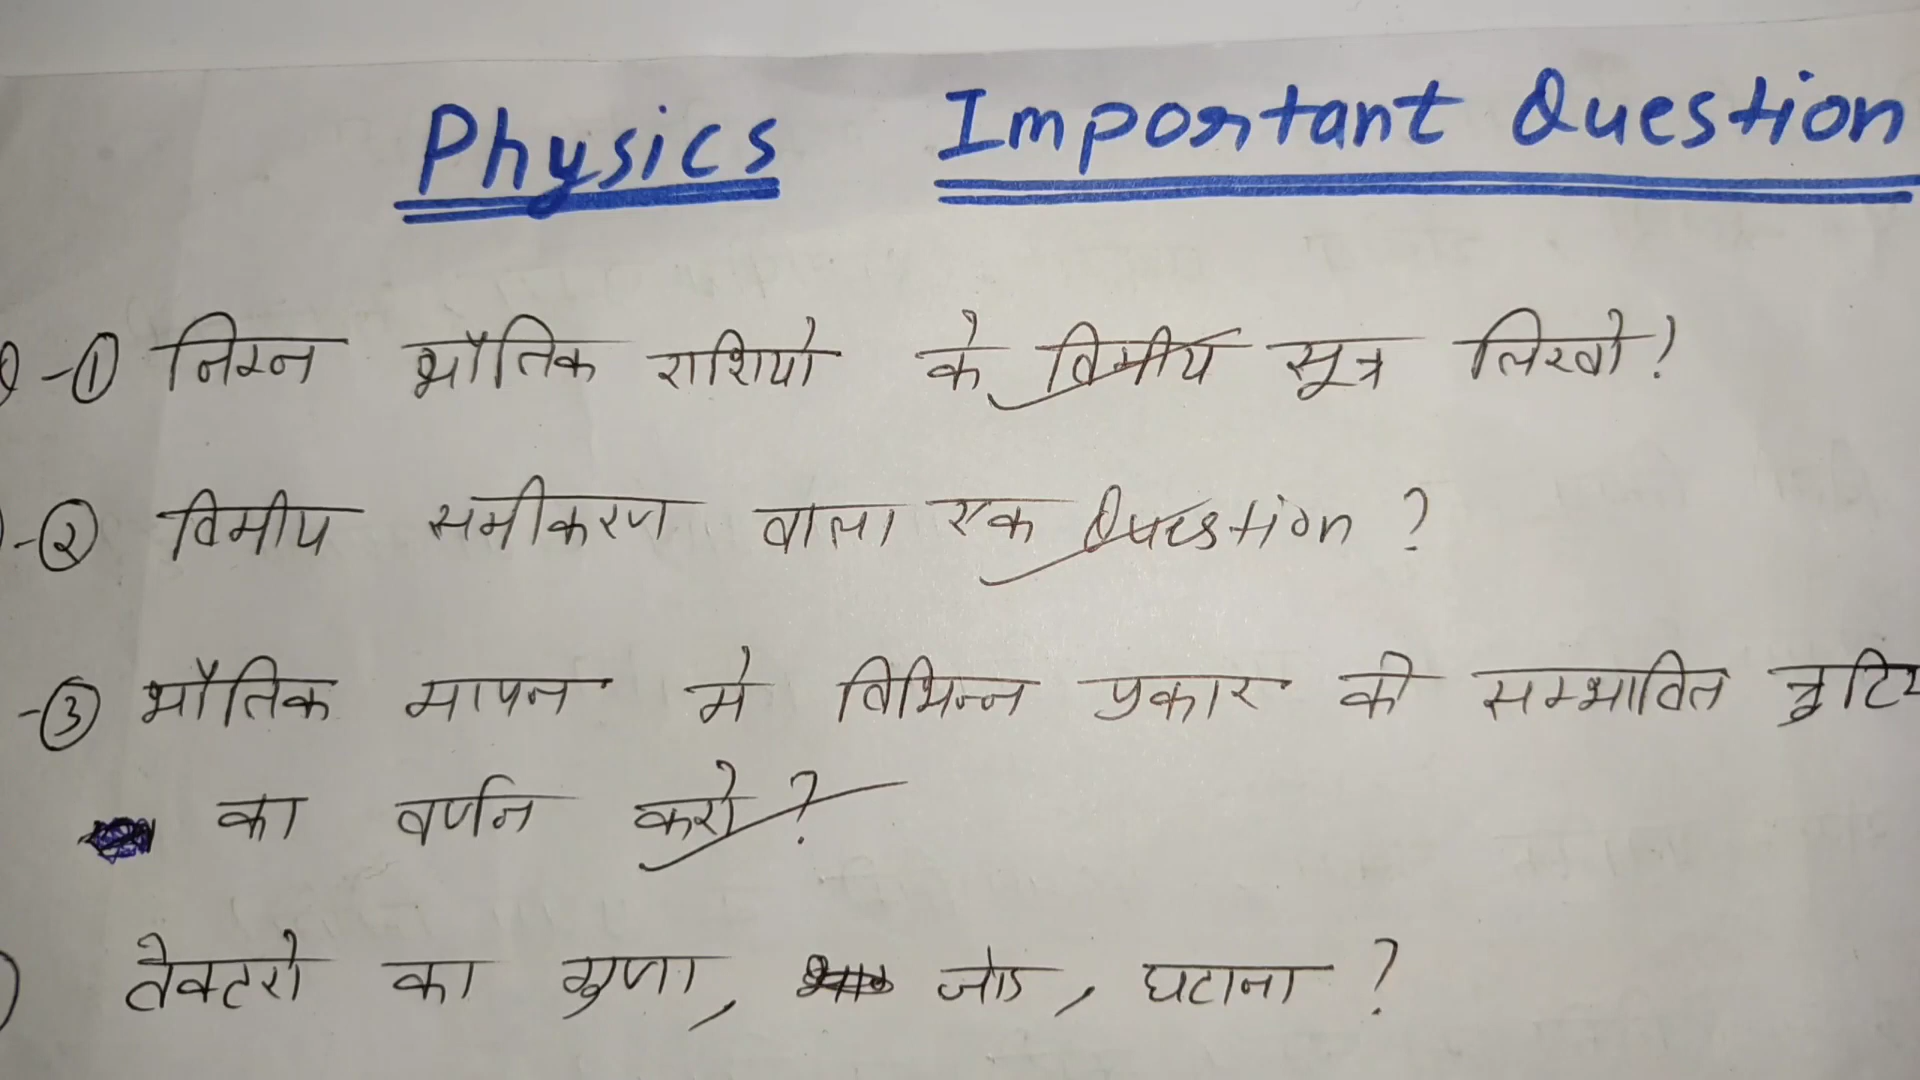 Physics Important Question
-① निम्न भौतिक राशियो के विमीय सूत्र लिखो?
-② विमीय समीकरण वाला एक Question ?
-③ भौतिक मापन मे विभिन्न प्रकार की सम्भावित
का वर्णन करो ?
वेक्टरो का गुणा, जोड, घटाना ?